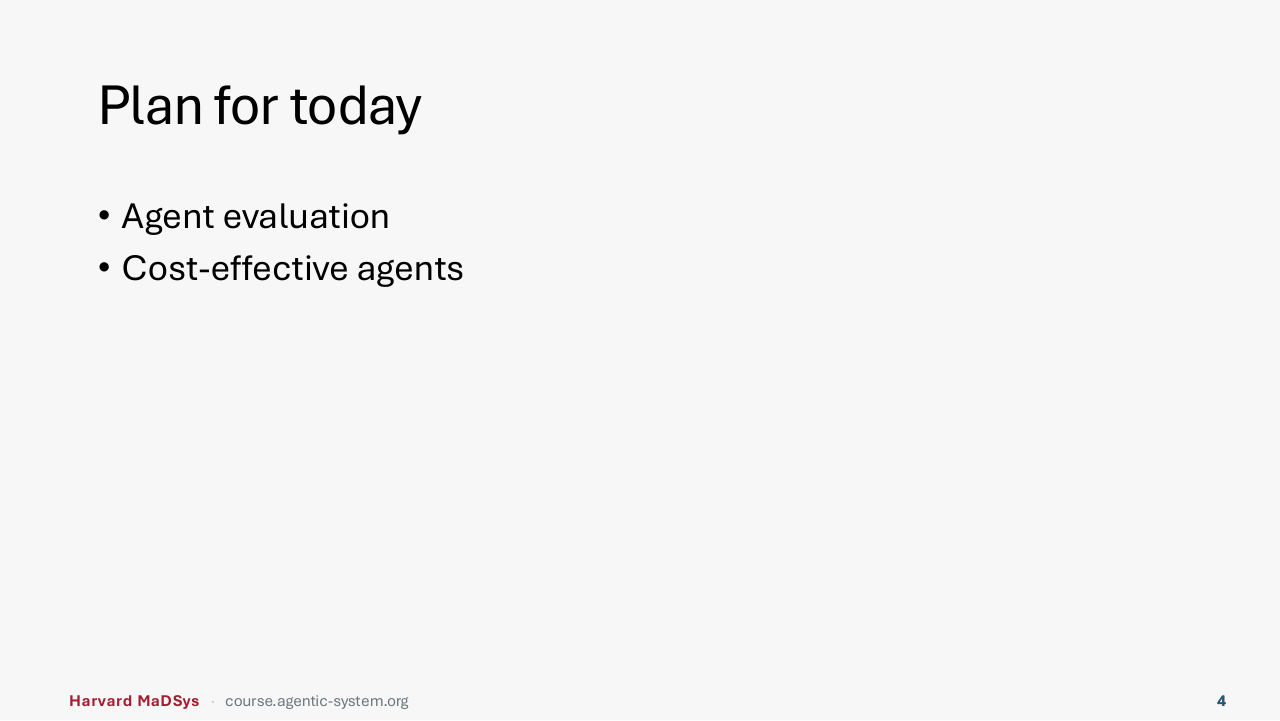 Plan for today
• Agent evaluation
• Cost-effective agents
Harvard MaDSys · course.agentic-system.org
4